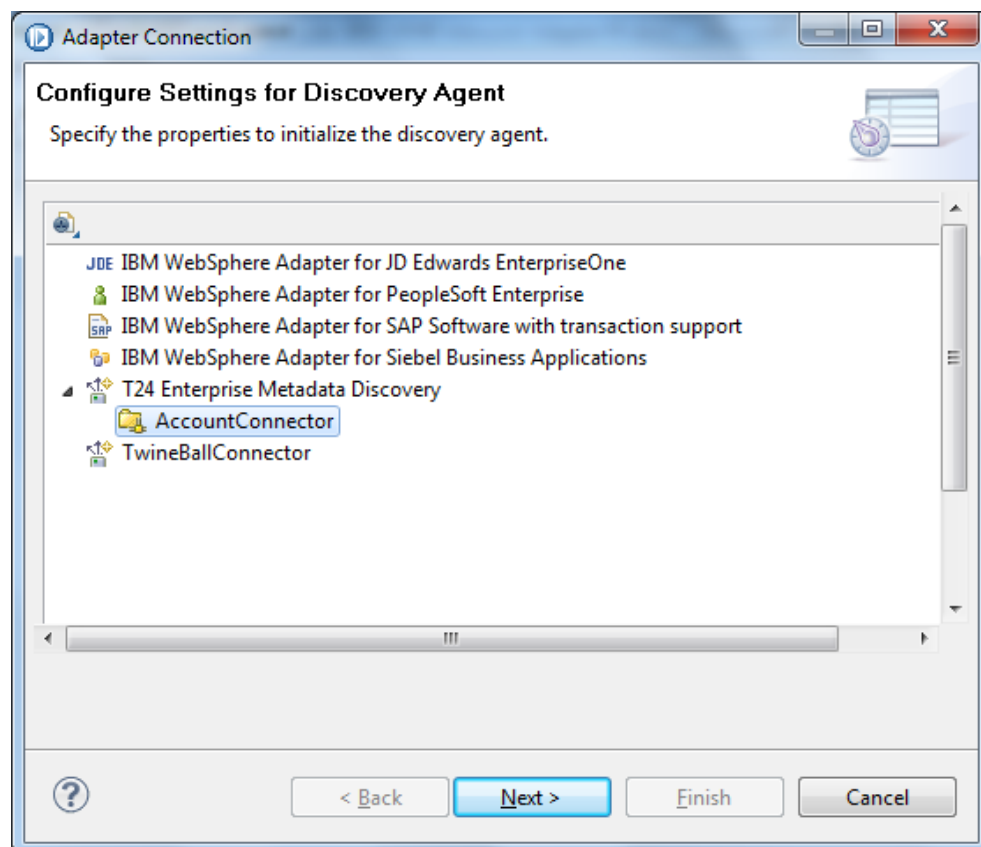 Adapter Connection
Configure Settings for Discovery Agent
Specify the properties to initialize the discovery agent.
JDE IBM WebSphere Adapter for JD Edwards EnterpriseOne
IBM WebSphere Adapter for PeopleSoft Enterprise
SAP IBM WebSphere Adapter for SAP Software with transaction support
IBM WebSphere Adapter for Siebel Business Applications
T24 Enterprise Metadata Discovery
AccountConnector
TwineBallConnector
? < Back Next > Finish Cancel